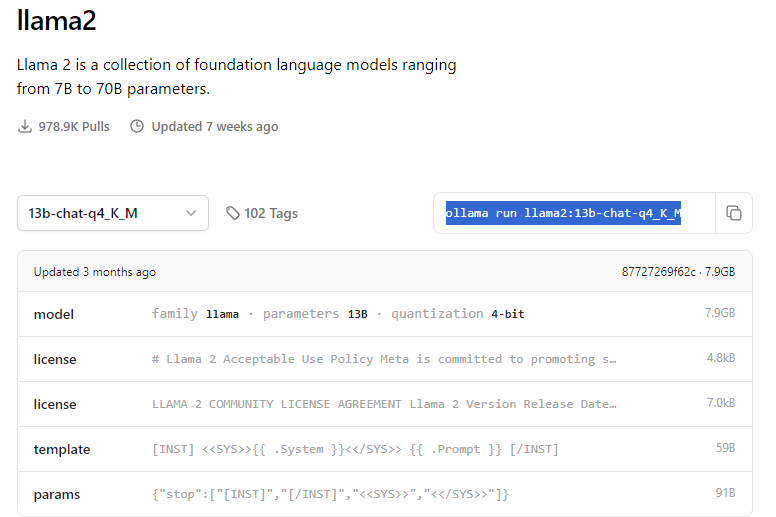 llama2
Llama 2 is a collection of foundation language models ranging
from 7B to 70B parameters.
978.9K Pulls Updated 7 weeks ago
13b-chat-q4_K_M 102 Tags ollama run llama2:13b-chat-q4_K_M
Updated 3 months ago 87727269f62c · 7.9GB
model family llama · parameters 13B · quantization 4-bit 7.9GB
license # Llama 2 Acceptable Use Policy Meta is committed to promoting s… 4.8kB
license LLAMA 2 COMMUNITY LICENSE AGREEMENT Llama 2 Version Release Date… 7.0kB
template [INST] <<SYS>>{{ .System }}<</SYS>> {{ .Prompt }} [/INST] 59B
params {"stop":["[INST]","[/INST]","<<SYS>>","<</SYS>>"]} 91B